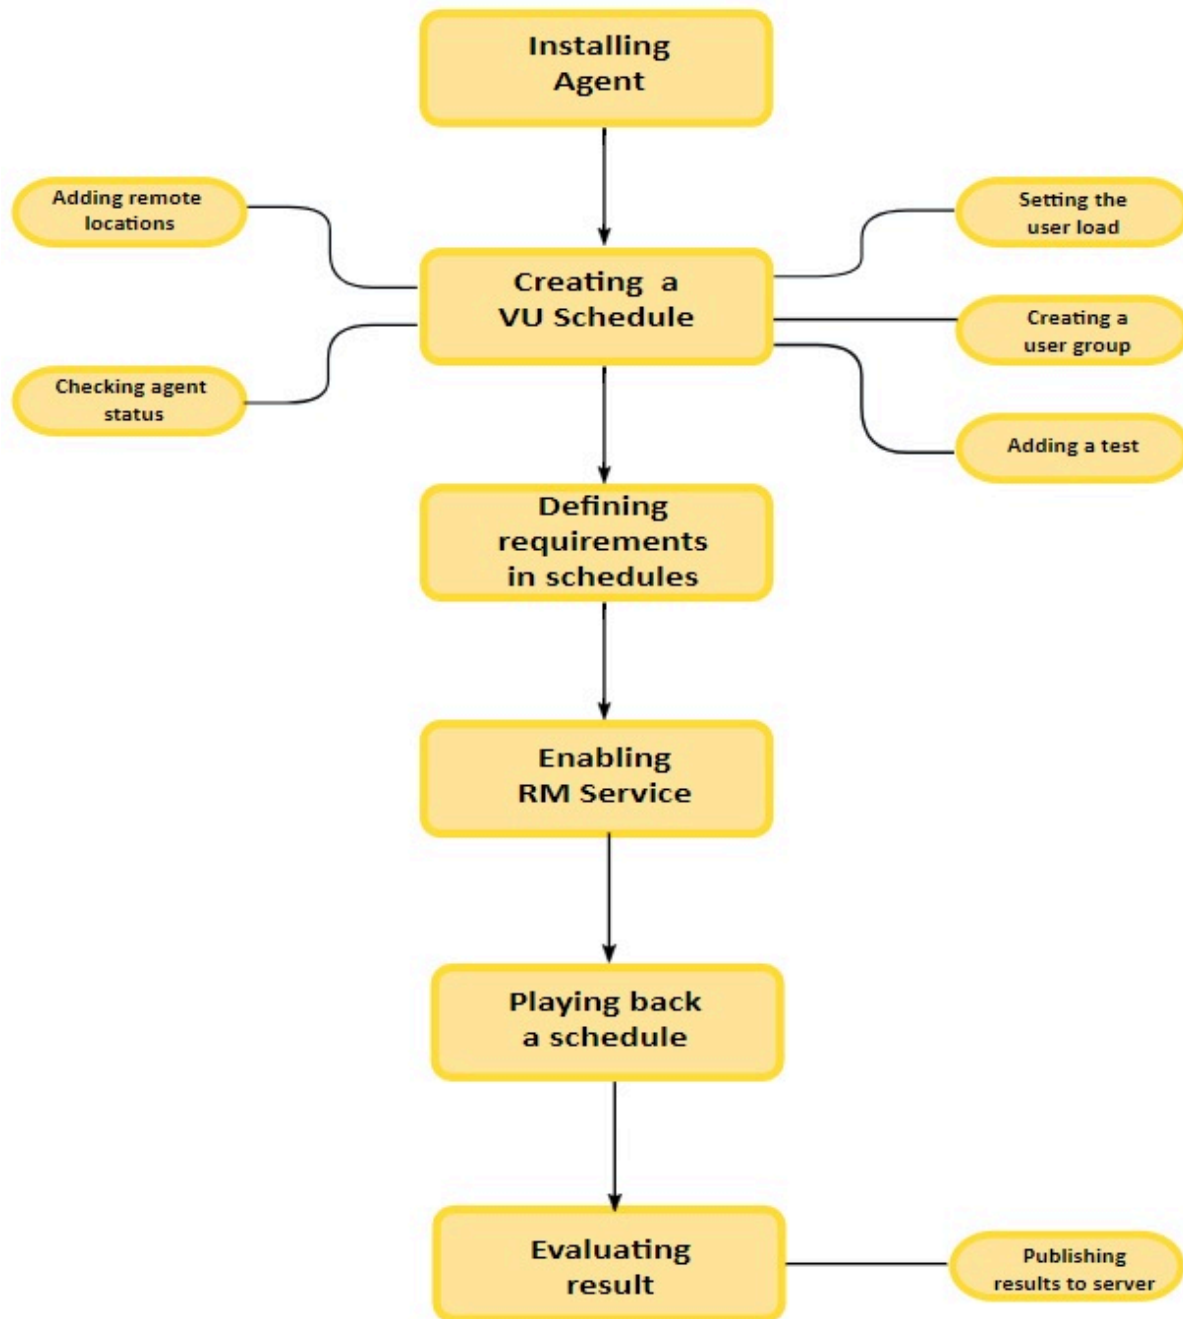 Installing
Agent
Adding remote
locations
Setting the
user load
Creating a
VU Schedule
Creating a
user group
Checking agent
status
Adding a test
Defining
requirements
in schedules
Enabling
RM Service
Playing back
a schedule
Evaluating
result
Publishing
results to server